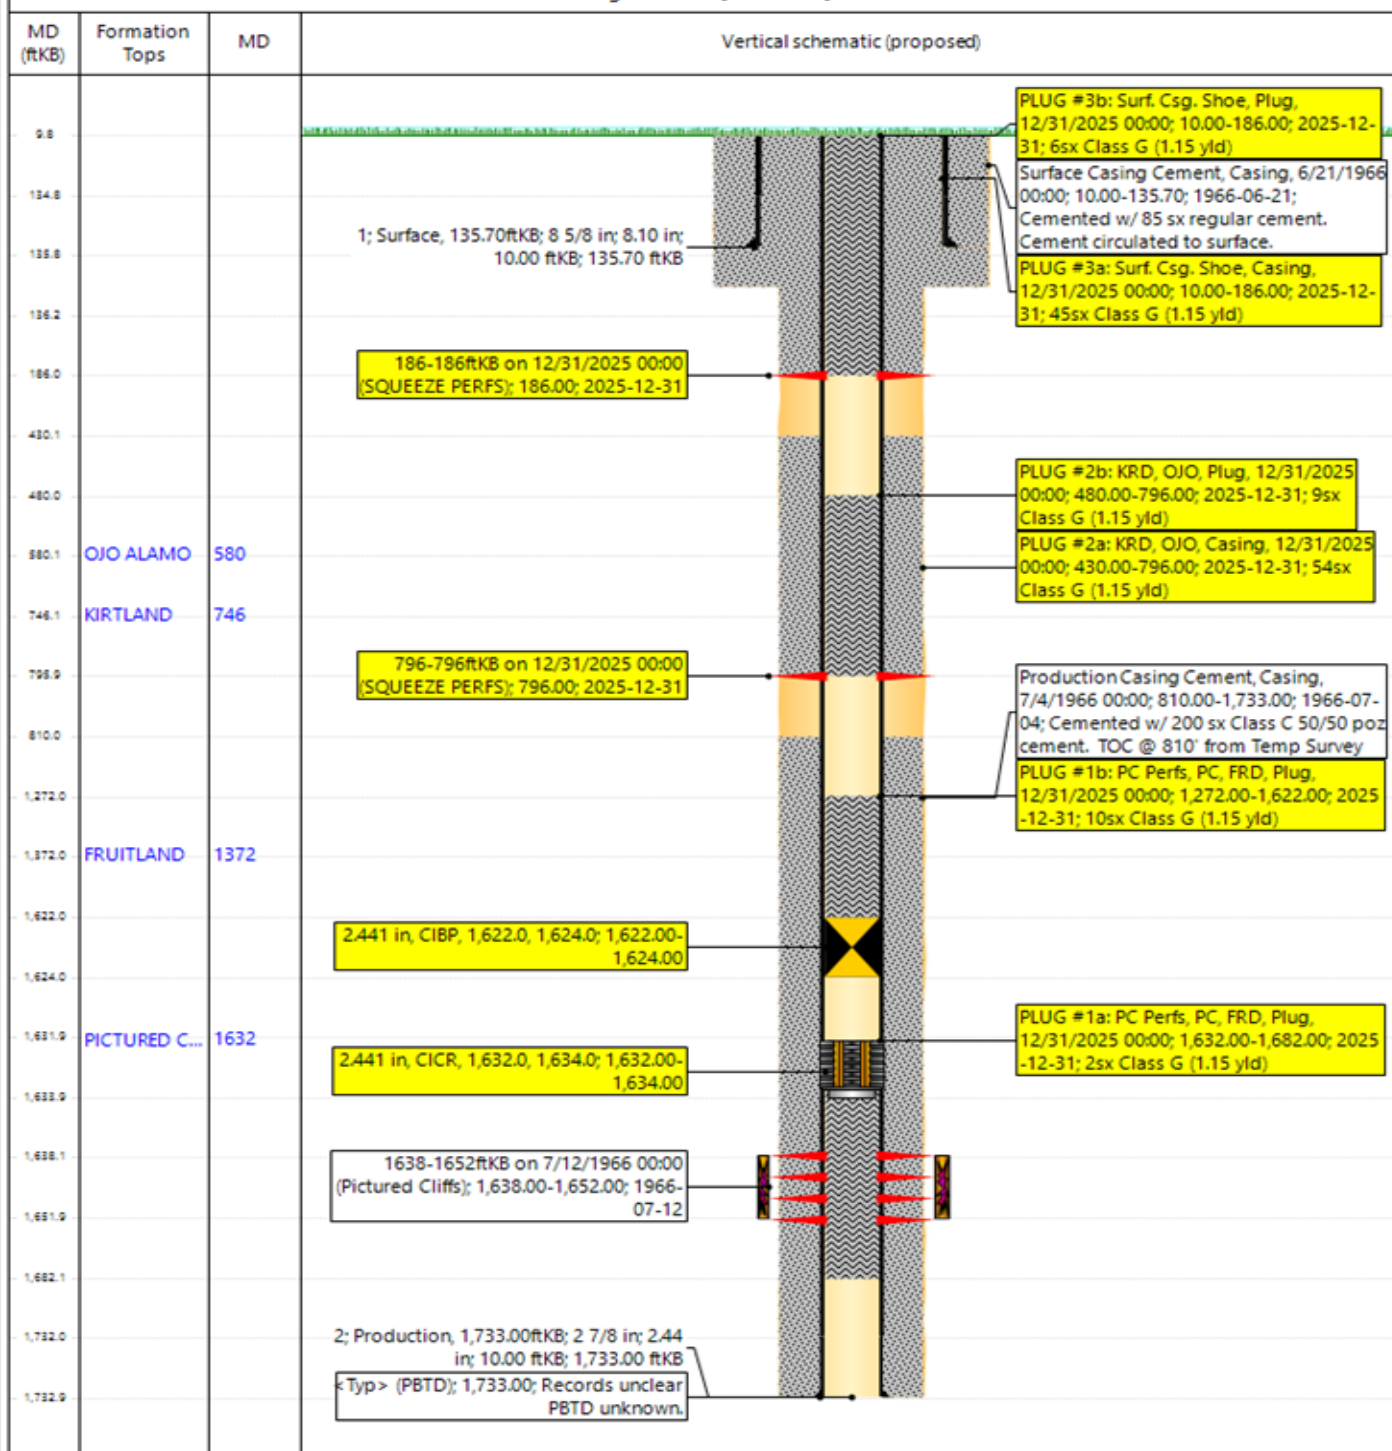 MD
(ftKB)
Formation
Tops
MD
Vertical schematic (proposed)
9.8
134.8
135.8
136.2
186.0
430.1
480.0
580.1
746.1
795.9
810.0
1,272.0
1,372.0
1,622.0
1,624.0
1,631.9
1,633.9
1,638.1
1,651.9
1,682.1
1,732.0
1,732.9
OJO ALAMO
580
KIRTLAND
746
FRUITLAND
1372
PICTURED C...
1632
1; Surface, 135.70ftKB; 8 5/8 in; 8.10 in;
10.00 ftKB; 135.70 ftKB
186-186ftKB on 12/31/2025 00:00
(SQUEEZE PERFS); 186.00; 2025-12-31
796-796ftKB on 12/31/2025 00:00
(SQUEEZE PERFS); 796.00; 2025-12-31
2.441 in, CIBP, 1,622.0, 1,624.0; 1,622.00-
1,624.00
2.441 in, CICR, 1,632.0, 1,634.0; 1,632.00-
1,634.00
1638-1652ftKB on 7/12/1966 00:00
(Pictured Cliffs); 1,638.00-1,652.00; 1966-
07-12
2; Production, 1,733.00ftKB; 2 7/8 in; 2.44
in; 10.00 ftKB; 1,733.00 ftKB
<Typ> (PBTD); 1,733.00; Records unclear
PBTD unknown.
PLUG #3b: Surf. Csg. Shoe, Plug,
12/31/2025 00:00; 10.00-186.00; 2025-12-
31; 6sx Class G (1.15 yld)
Surface Casing Cement, Casing, 6/21/1966
00:00; 10.00-135.70; 1966-06-21;
Cemented w/ 85 sx regular cement.
Cement circulated to surface.
PLUG #3a: Surf. Csg. Shoe, Casing,
12/31/2025 00:00; 10.00-186.00; 2025-12-
31; 45sx Class G (1.15 yld)
PLUG #2b: KRD, OJO, Plug, 12/31/2025
00:00; 480.00-796.00; 2025-12-31; 9sx
Class G (1.15 yld)
PLUG #2a: KRD, OJO, Casing, 12/31/2025
00:00; 430.00-796.00; 2025-12-31; 54sx
Class G (1.15 yld)
Production Casing Cement, Casing,
7/4/1966 00:00; 810.00-1,733.00; 1966-07-
04; Cemented w/ 200 sx Class C 50/50 poz
cement. TOC @ 810' from Temp Survey
PLUG #1b: PC Perfs, PC, FRD, Plug,
12/31/2025 00:00; 1,272.00-1,622.00; 2025
-12-31; 10sx Class G (1.15 yld)
PLUG #1a: PC Perfs, PC, FRD, Plug,
12/31/2025 00:00; 1,632.00-1,682.00; 2025
-12-31; 2sx Class G (1.15 yld)